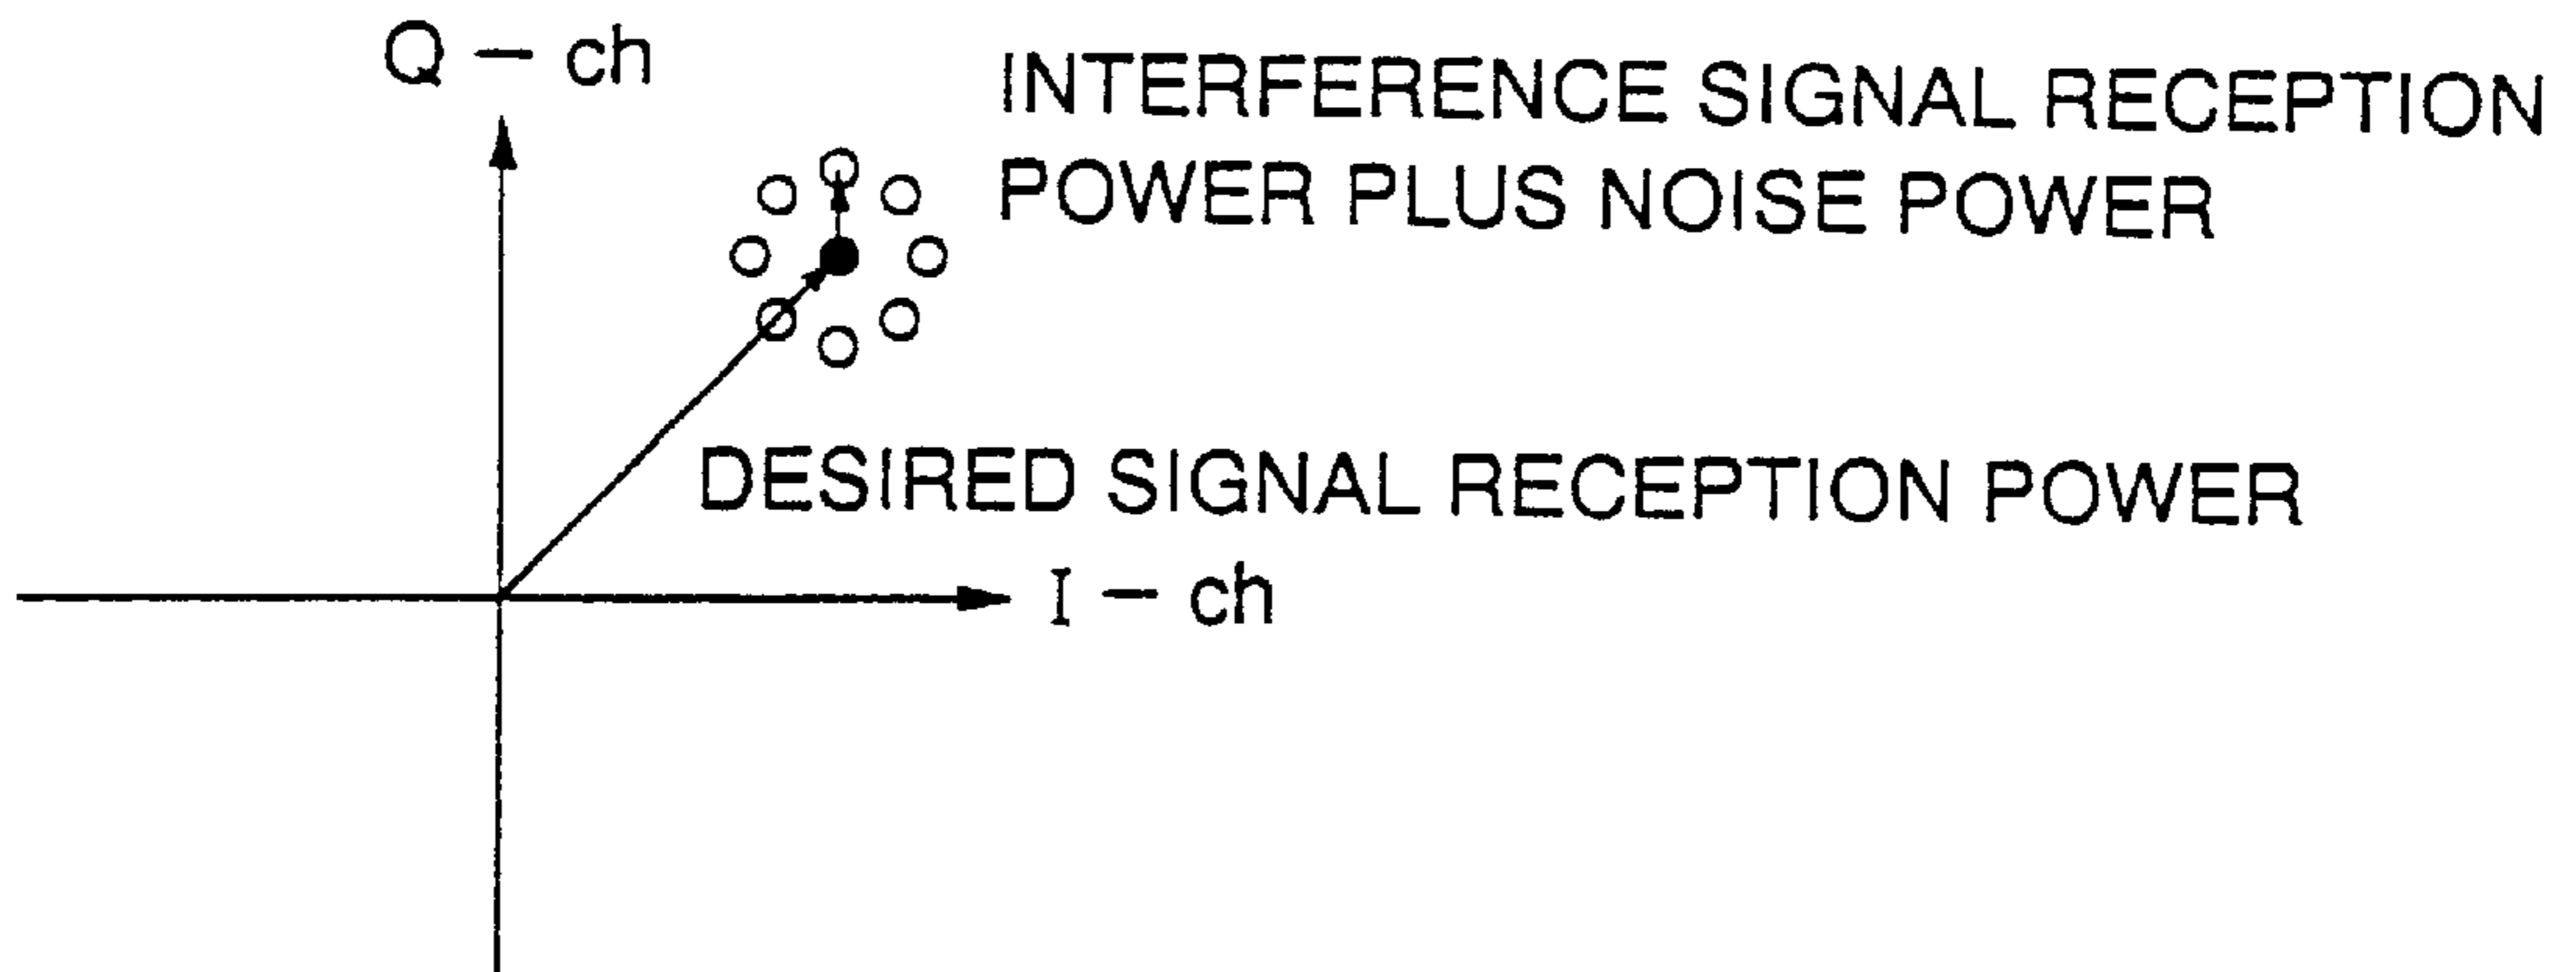 Q - ch
INTERFERENCE SIGNAL RECEPTION
POWER PLUS NOISE POWER
DESIRED SIGNAL RECEPTION POWER
I - ch